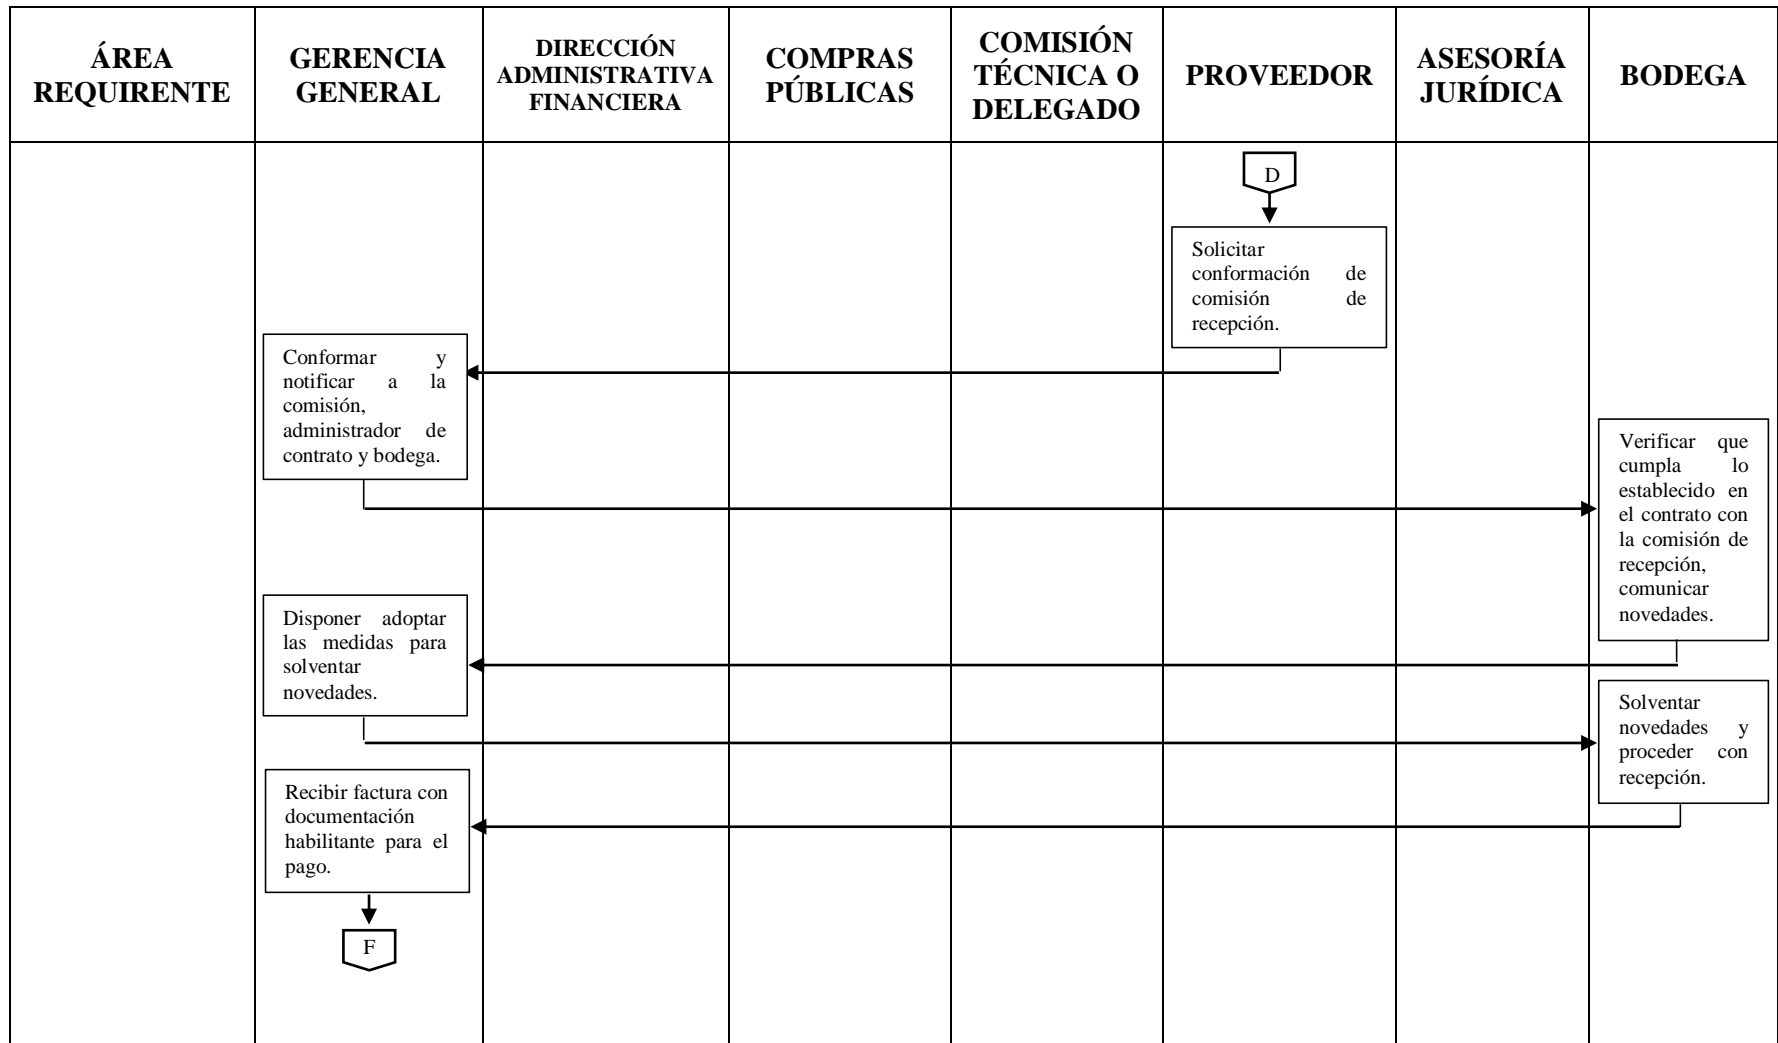 ÁREA
REQUIRENTE
GERENCIA
GENERAL
DIRECCIÓN
ADMINISTRATIVA
FINANCIERA
COMPRAS
PÚBLICAS
COMISIÓN
TÉCNICA O
DELEGADO
PROVEEDOR
ASESORÍA
JURÍDICA
BODEGA
D
Solicitar
conformación de
comisión de
recepción.
Conformar y
notificar a la
comisión,
administrador de
contrato y bodega.
Verificar que
cumpla lo
establecido en
el contrato con
la comisión de
recepción,
comunicar
novedades.
Disponer adoptar
las medidas para
solventar
novedades.
Solventar
novedades y
proceder con
recepción.
Recibir factura con
documentación
habilitante para el
pago.
F